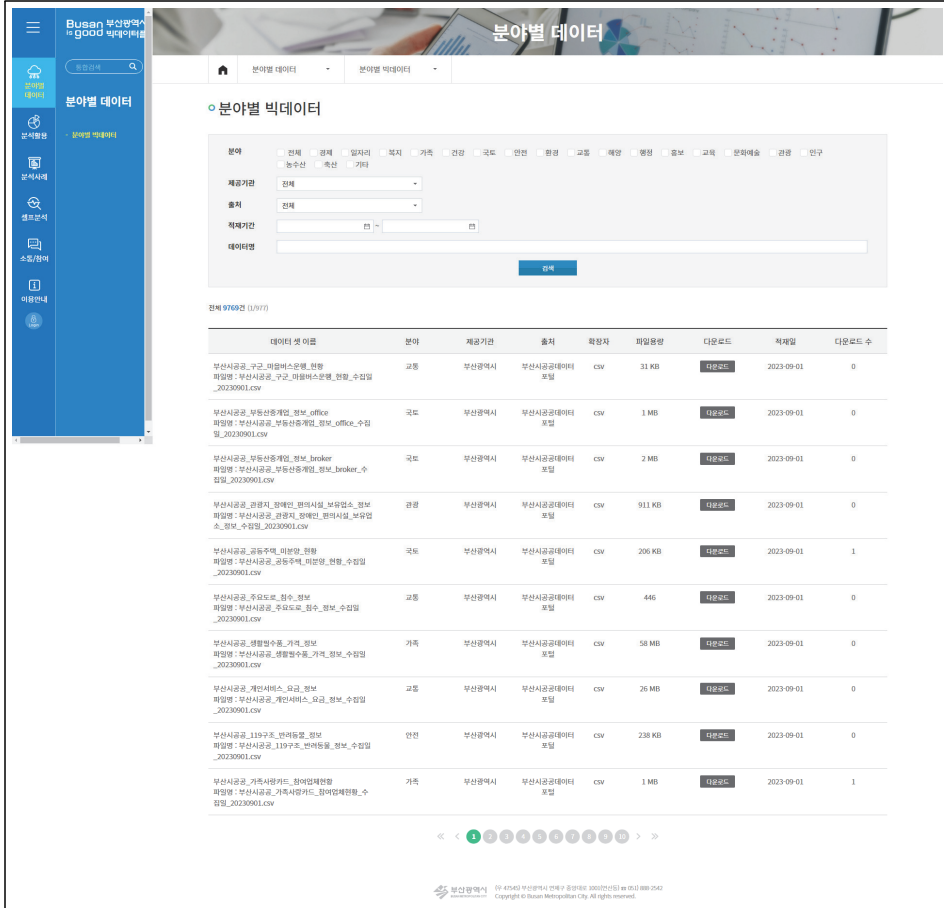 Busan 부산광역시
is good 빅데이터플
통합검색
분야별 데이터
분야별 빅데이터
분야별
데이터
분석활용
분석사례
셀프분석
소통/참여
이용안내
분야별 데이터
분야별 데이터 분야별 빅데이터
분야별 빅데이터
분야 전체 경제 일자리 복지 가족 건강 국토 안전 환경 교통 해양 행정 홍보 교육 문화예술 관광 인구
농수산 축산 기타
제공기관 전체
출처 전체
적재기간 ~
데이터명
검색
전체 9769건 (1/977)
데이터 셋 이름 분야 제공기관 출처 확장자 파일용량 다운로드 적재일 다운로드 수
부산시공공_구군_마을버스운행_현황 교통 부산광역시 부산시공공데이터 csv 31 KB 다운로드 2023-09-01 0
파일명 : 부산시공공_구군_마을버스운행_현황_수집일 포털
_20230901.csv
부산시공공_부동산중개업_정보_office 국토 부산광역시 부산시공공데이터 csv 1 MB 다운로드 2023-09-01 0
파일명 : 부산시공공_부동산중개업_정보_office_수집 포털
일_20230901.csv
부산시공공_부동산중개업_정보_broker 국토 부산광역시 부산시공공데이터 csv 2 MB 다운로드 2023-09-01 0
파일명 : 부산시공공_부동산중개업_정보_broker_수 포털
집일_20230901.csv
부산시공공_관광지_장애인_편의시설_보유업소_정보 관광 부산광역시 부산시공공데이터 csv 911 KB 다운로드 2023-09-01 0
파일명 : 부산시공공_관광지_장애인_편의시설_보유업 포털
소_정보_수집일_20230901.csv
부산시공공_공동주택_미분양_현황 국토 부산광역시 부산시공공데이터 csv 206 KB 다운로드 2023-09-01 1
파일명 : 부산시공공_공동주택_미분양_현황_수집일 포털
_20230901.csv
부산시공공_주요도로_침수_정보 교통 부산광역시 부산시공공데이터 csv 446 다운로드 2023-09-01 0
파일명 : 부산시공공_주요도로_침수_정보_수집일 포털
_20230901.csv
부산시공공_생활필수품_가격_정보 가족 부산광역시 부산시공공데이터 csv 58 MB 다운로드 2023-09-01 0
파일명 : 부산시공공_생활필수품_가격_정보_수집일 포털
_20230901.csv
부산시공공_개인서비스_요금_정보 교통 부산광역시 부산시공공데이터 csv 26 MB 다운로드 2023-09-01 0
파일명 : 부산시공공_개인서비스_요금_정보_수집일 포털
_20230901.csv
부산시공공_119구조_반려동물_정보 안전 부산광역시 부산시공공데이터 csv 238 KB 다운로드 2023-09-01 0
파일명 : 부산시공공_119구조_반려동물_정보_수집일 포털
_20230901.csv
부산시공공_가족사랑카드_참여업체현황 가족 부산광역시 부산시공공데이터 csv 1 MB 다운로드 2023-09-01 1
파일명 : 부산시공공_가족사랑카드_참여업체현황_수 포털
집일_20230901.csv
« < 1 2 3 4 5 6 7 8 9 10 > »
부산광역시 (우 47545) 부산광역시 연제구 중앙대로 1001(연산동) ☎ 051) 888-2542
Copyright © Busan Metropolitan City. All rights reserved.